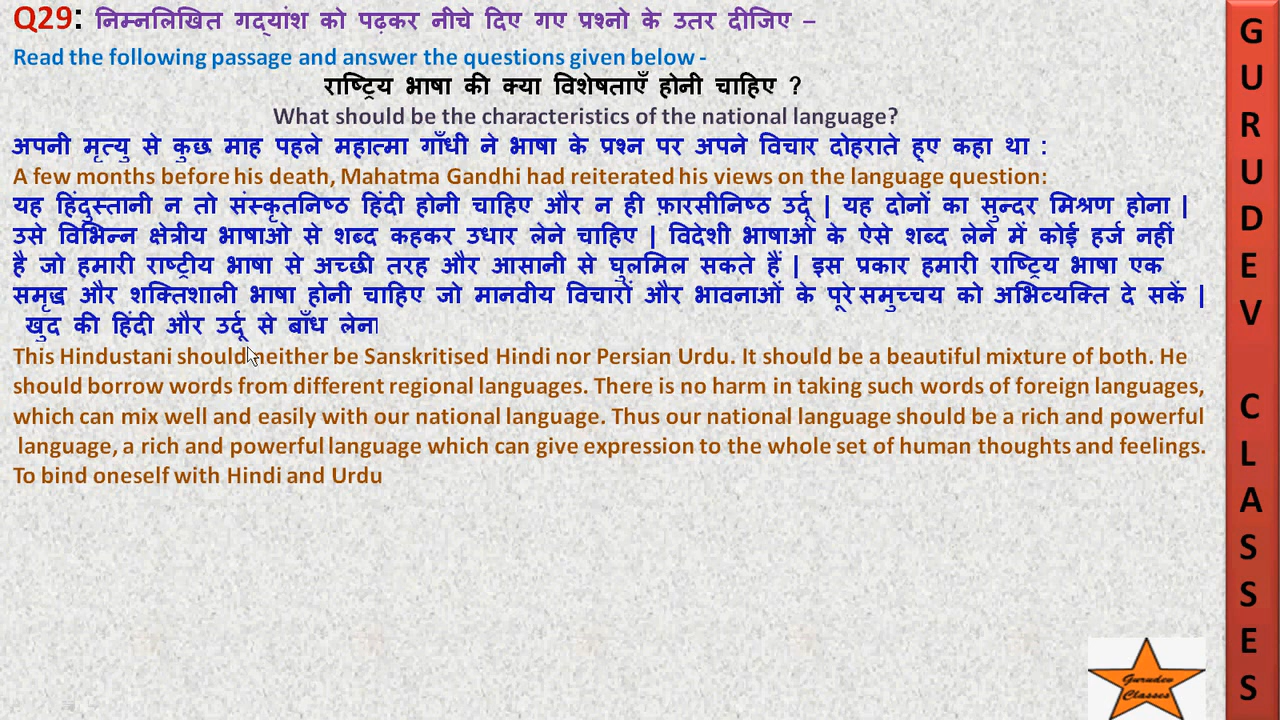 Q29: निम्नलिखित गद्यांश को पढ़कर नीचे दिए गए प्रश्नो के उतर दीजिए –
Read the following passage and answer the questions given below -
राष्ट्रिय भाषा की क्या विशेषताएँ होनी चाहिए ?
What should be the characteristics of the national language?
अपनी मृत्यु से कुछ माह पहले महात्मा गाँधी ने भाषा के प्रश्न पर अपने विचार दोहराते हुए कहा था :
A few months before his death, Mahatma Gandhi had reiterated his views on the language question:
यह हिंदुस्तानी न तो संस्कृतनिष्ठ हिंदी होनी चाहिए और न ही फ़ारसीनिष्ठ उर्दू | यह दोनों का सुन्दर मिश्रण होना |
उसे विभिन्न क्षेत्रीय भाषाओ से शब्द कहकर उधार लेने चाहिए | विदेशी भाषाओ के ऐसे शब्द लेने में कोई हर्ज नहीं
है जो हमारी राष्ट्रीय भाषा से अच्छी तरह और आसानी से घुलमिल सकते हैं | इस प्रकार हमारी राष्ट्रिय भाषा एक
समृद्ध और शक्तिशाली भाषा होनी चाहिए जो मानवीय विचारों और भावनाओं के पूरे समुच्चय को अभिव्यक्ति दे सकें |
खुद की हिंदी और उर्दू से बाँध लेना
This Hindustani should neither be Sanskritised Hindi nor Persian Urdu. It should be a beautiful mixture of both. He
should borrow words from different regional languages. There is no harm in taking such words of foreign languages,
which can mix well and easily with our national language. Thus our national language should be a rich and powerful
language, a rich and powerful language which can give expression to the whole set of human thoughts and feelings.
To bind oneself with Hindi and Urdu
GURUDEV CLASSES
Gurudev
Classes